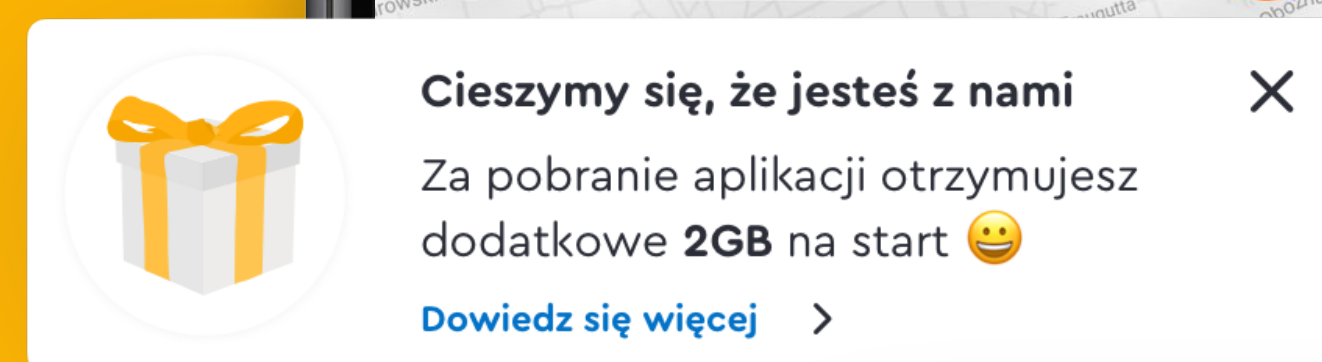 Cieszymy się, że jesteś z nami
Za pobranie aplikacji otrzymujesz
dodatkowe 2GB na start 😀
Dowiedz się więcej